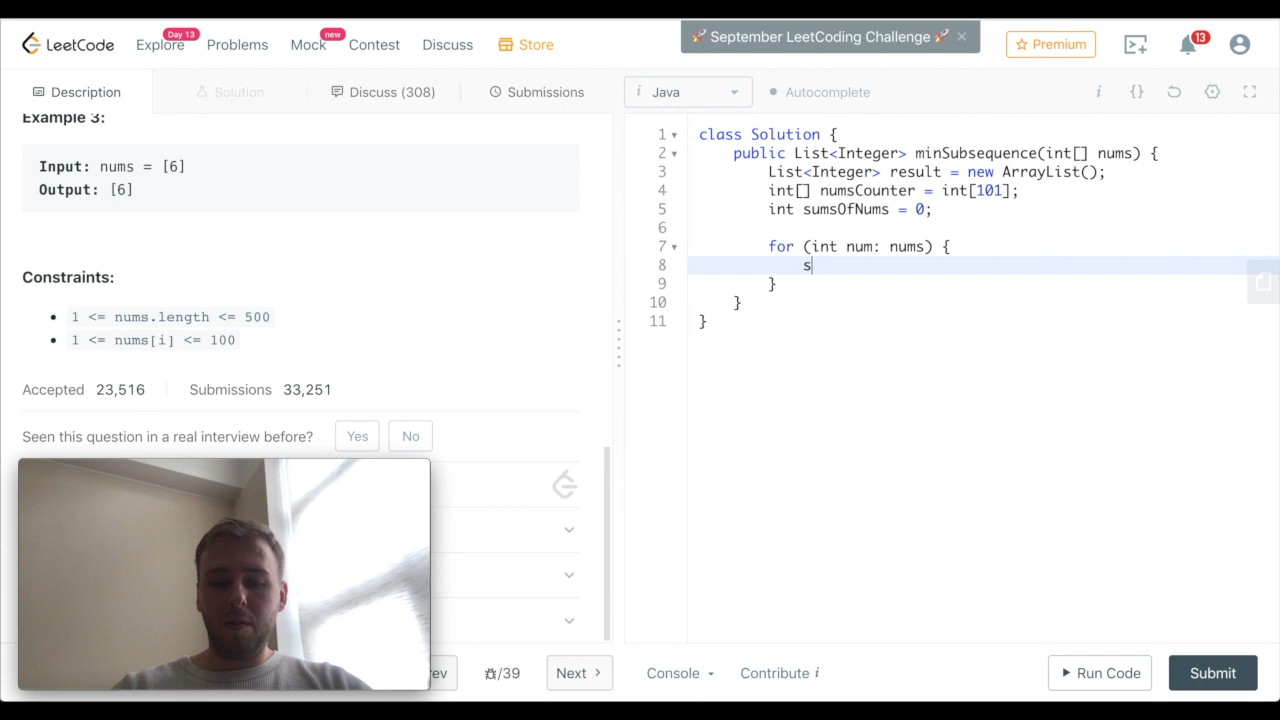 🚀 September LeetCoding Challenge 🚀 ×
LeetCode Explore Day 13 Problems Mock new Contest Discuss Store Premium 13
Description Solution Discuss (308) Submissions i Java Autocomplete i {}
Example 3:
Input: nums = [6]
Output: [6]
Constraints:
1 <= nums.length <= 500
1 <= nums[i] <= 100
Accepted 23,516 Submissions 33,251
Seen this question in a real interview before? Yes No
1 class Solution {
2 public List<Integer> minSubsequence(int[] nums) {
3 List<Integer> result = new ArrayList();
4 int[] numsCounter = int[101];
5 int sumsOfNums = 0;
6
7 for (int num: nums) {
8 s
9 }
10 }
11 }
ev /39 Next > Console Contribute i Run Code Submit